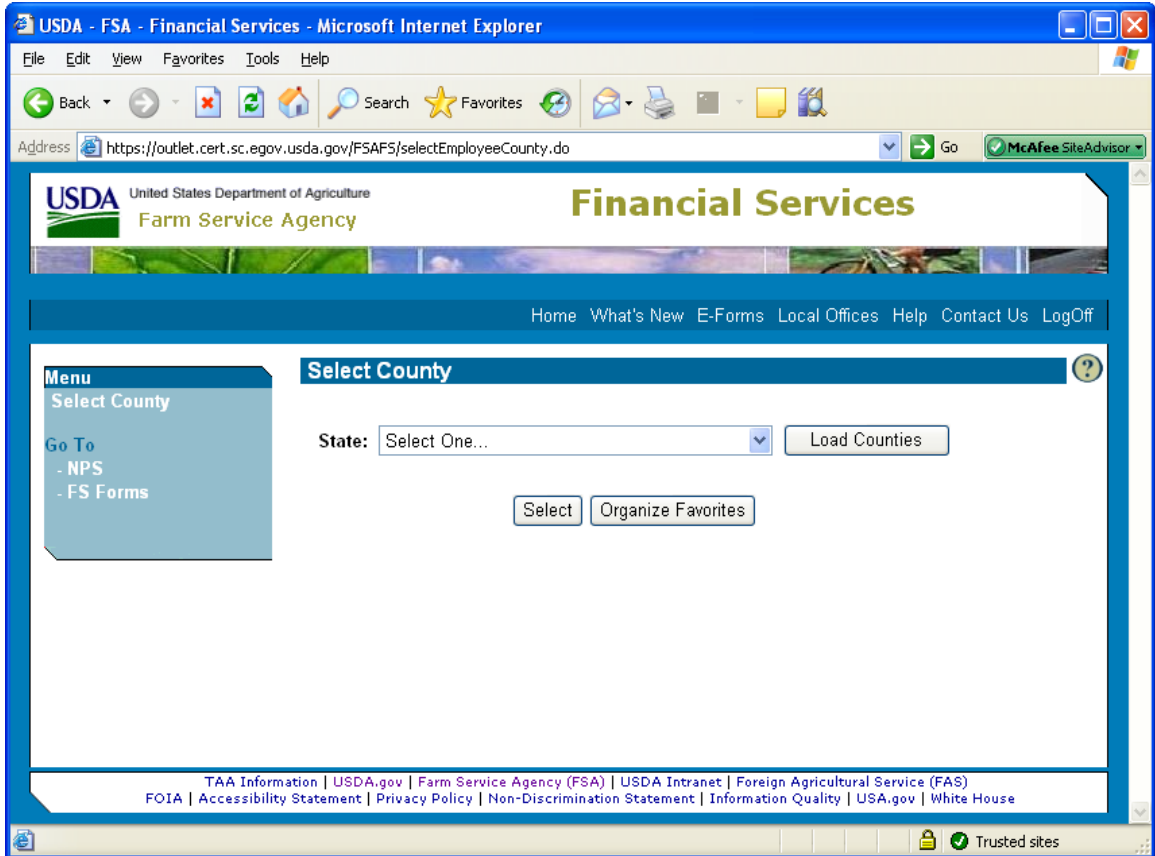 USDA - FSA - Financial Services - Microsoft Internet Explorer
File Edit View Favorites Tools Help
Back Search Favorites
Address https://outlet.cert.sc.egov.usda.gov/FSAFS/selectEmployeeCounty.do Go McAfee SiteAdvisor
USDA United States Department of Agriculture
Farm Service Agency
Financial Services
Home What's New E-Forms Local Offices Help Contact Us LogOff
Menu
Select County
Go To
- NPS
- FS Forms
Select County ?
State: Select One... Load Counties
Select Organize Favorites
TAA Information | USDA.gov | Farm Service Agency (FSA) | USDA Intranet | Foreign Agricultural Service (FAS)
FOIA | Accessibility Statement | Privacy Policy | Non-Discrimination Statement | Information Quality | USA.gov | White House
Trusted sites